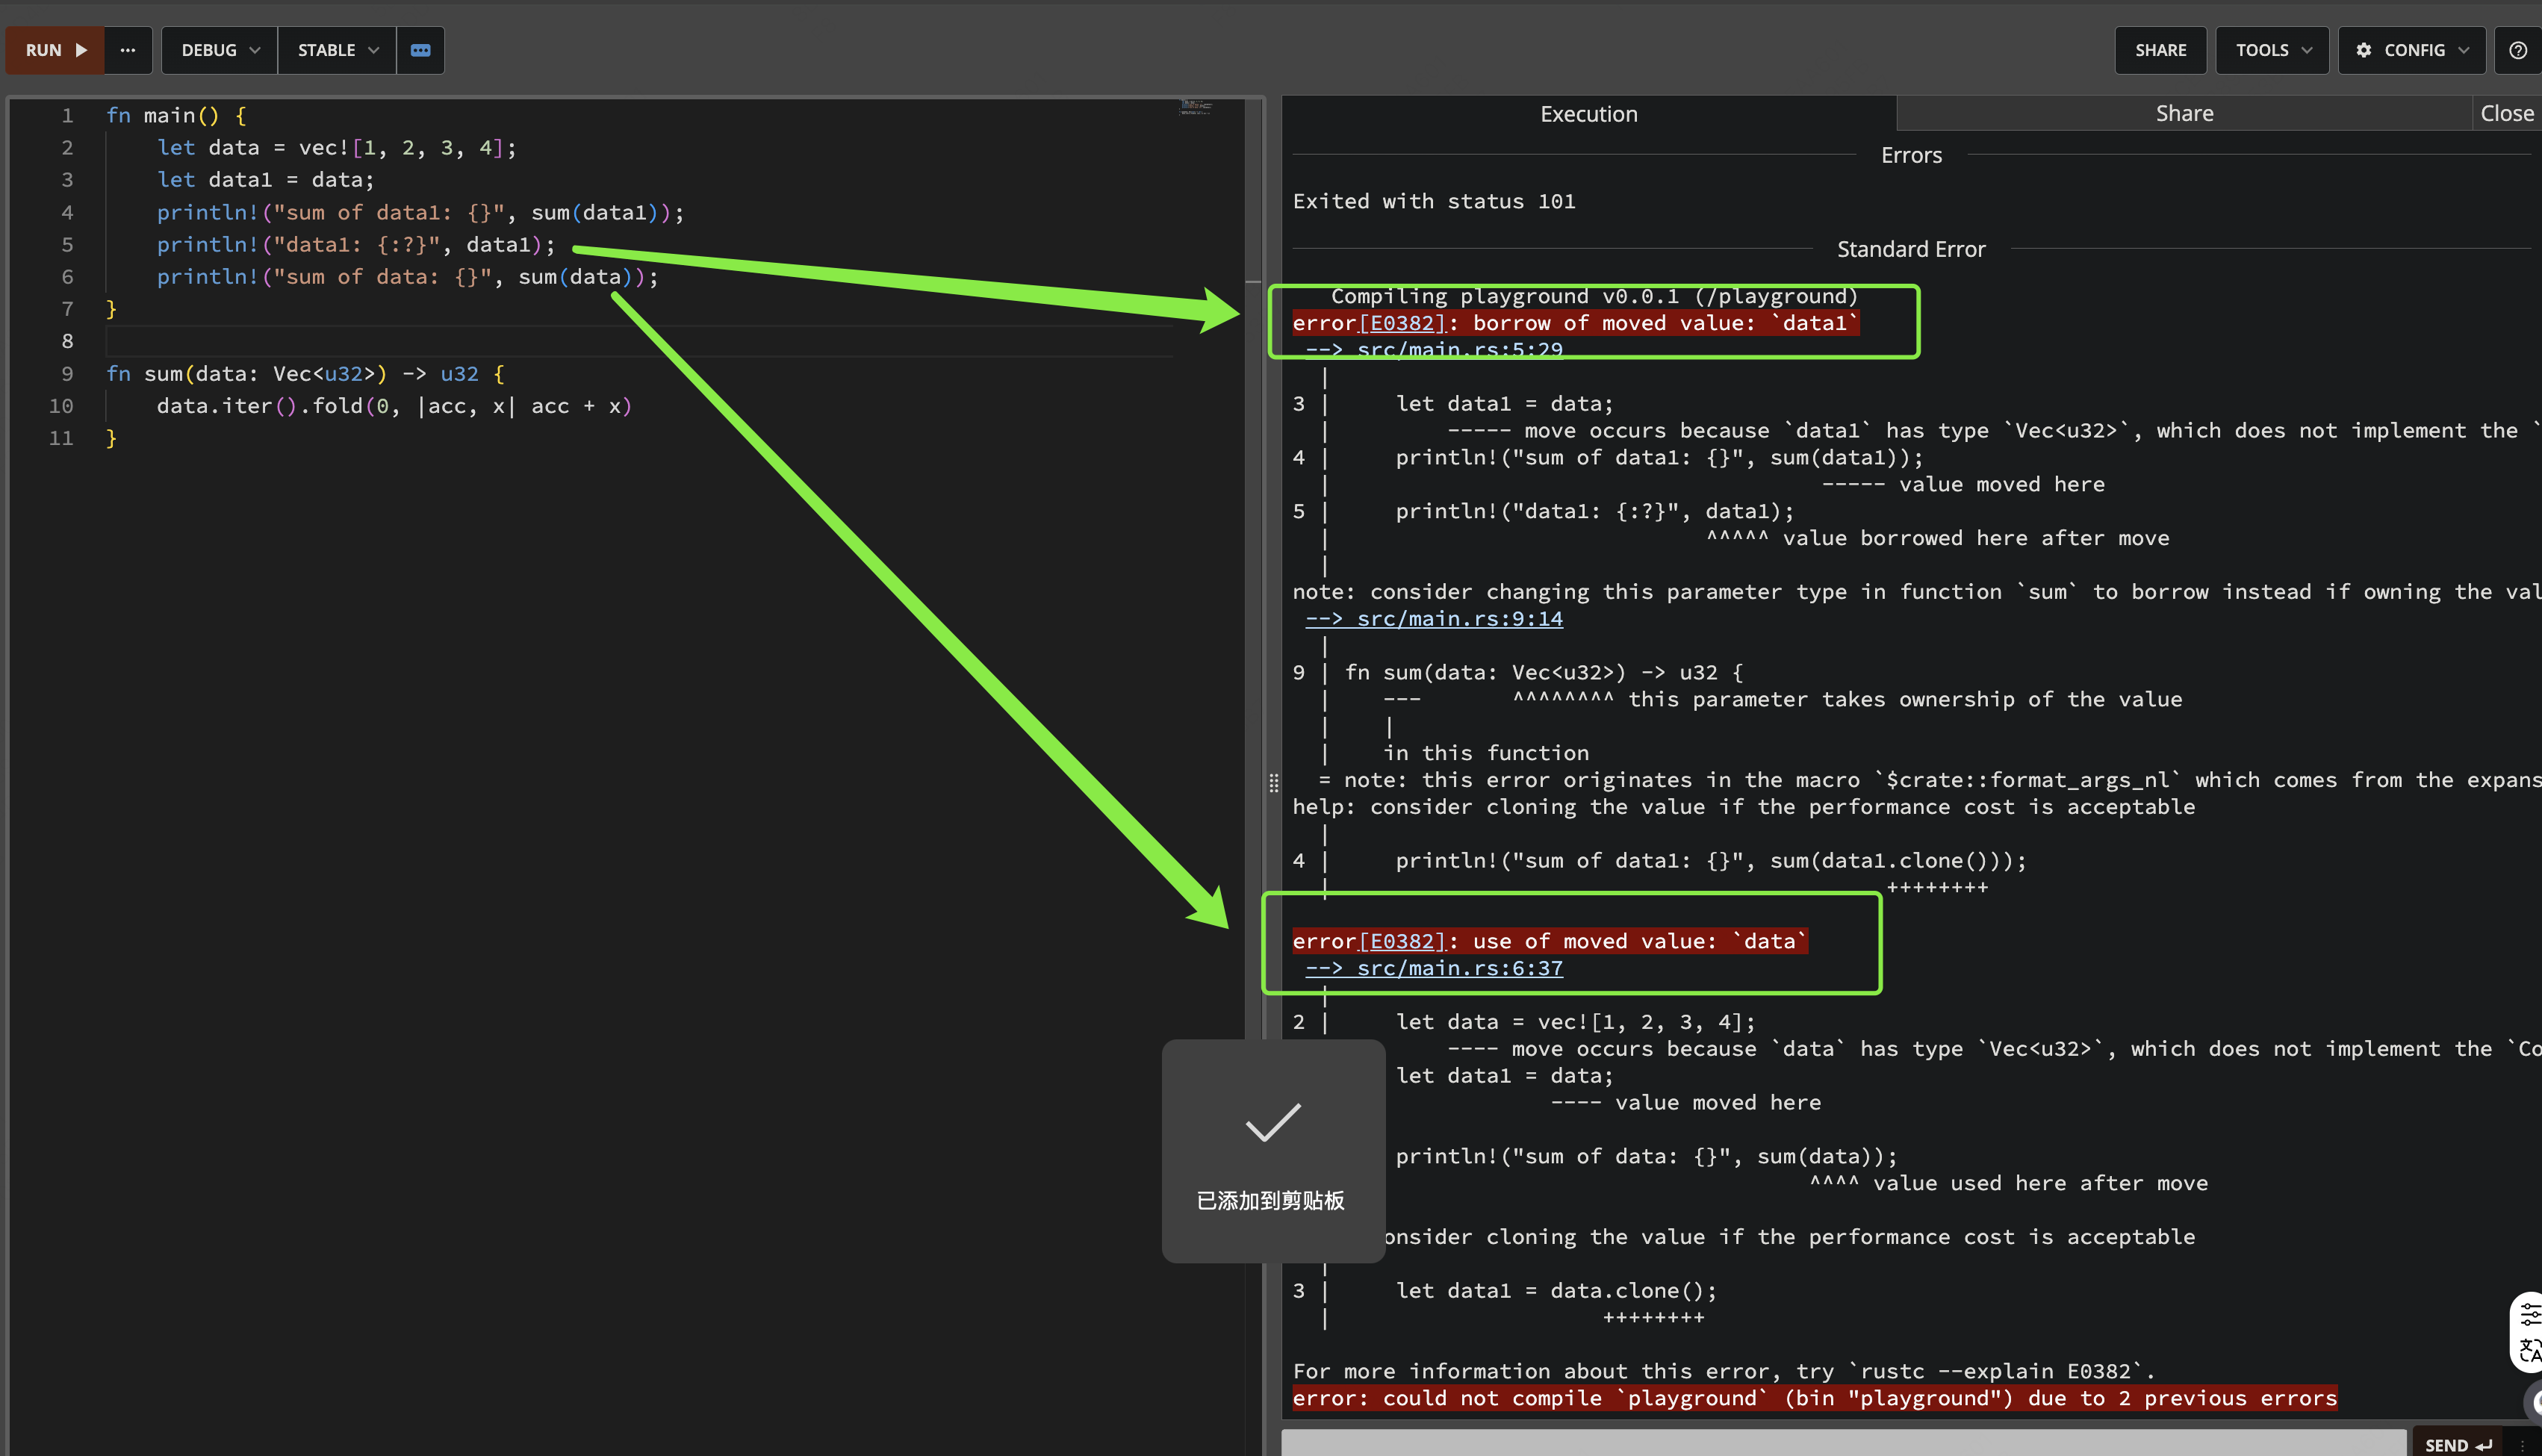 RUN ▶ ··· DEBUG STABLE SHARE TOOLS CONFIG
1 fn main() {
2     let data = vec![1, 2, 3, 4];
3     let data1 = data;
4     println!("sum of data1: {}", sum(data1));
5     println!("data1: {:?}", data1);
6     println!("sum of data: {}", sum(data));
7 }
8
9 fn sum(data: Vec<u32>) -> u32 {
10     data.iter().fold(0, |acc, x| acc + x)
11 }
Execution Share Close
Errors
Exited with status 101
Standard Error
   Compiling playground v0.0.1 (/playground)
error[E0382]: borrow of moved value: `data1`
 --> src/main.rs:5:29
  |
3 |     let data1 = data;
  |         ----- move occurs because `data1` has type `Vec<u32>`, which does not implement the `
4 |     println!("sum of data1: {}", sum(data1));
  |                                      ----- value moved here
5 |     println!("data1: {:?}", data1);
  |                             ^^^^^ value borrowed here after move
  |
note: consider changing this parameter type in function `sum` to borrow instead if owning the val
 --> src/main.rs:9:14
  |
9 | fn sum(data: Vec<u32>) -> u32 {
  |    ---       ^^^^^^^^ this parameter takes ownership of the value
  |    |
  |    in this function
  = note: this error originates in the macro `$crate::format_args_nl` which comes from the expans
help: consider cloning the value if the performance cost is acceptable
  |
4 |     println!("sum of data1: {}", sum(data1.clone()));
  |                                           ++++++++
error[E0382]: use of moved value: `data`
 --> src/main.rs:6:37
  |
2 |     let data = vec![1, 2, 3, 4];
        ---- move occurs because `data` has type `Vec<u32>`, which does not implement the `Co
    let data1 = data;
                ---- value moved here
    println!("sum of data: {}", sum(data));
                                    ^^^^ value used here after move
onsider cloning the value if the performance cost is acceptable
  |
3 |     let data1 = data.clone();
  |                     ++++++++
For more information about this error, try `rustc --explain E0382`.
error: could not compile `playground` (bin "playground") due to 2 previous errors
已添加到剪贴板
SEND